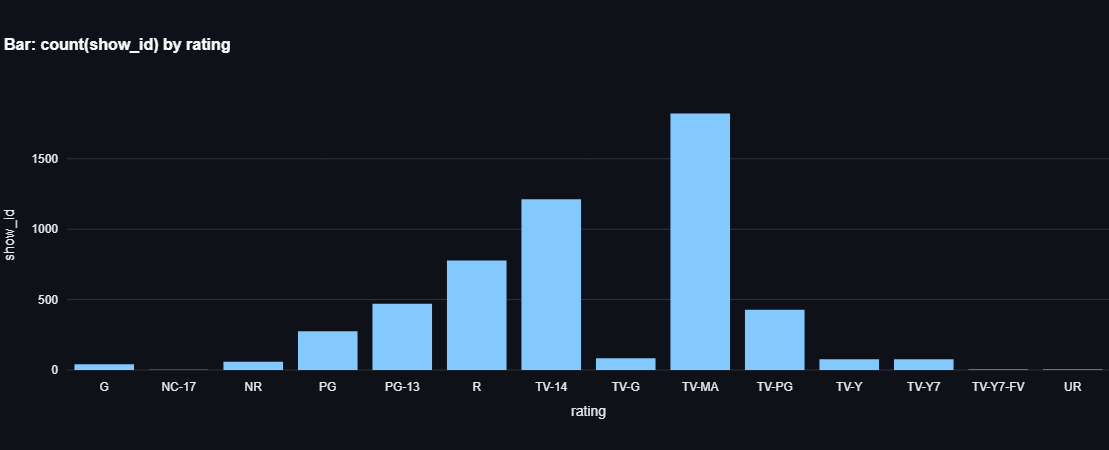 Bar: count(show_id) by rating
1500
1000
500
0
show_id
G NC-17 NR PG PG-13 R TV-14 TV-G TV-MA TV-PG TV-Y TV-Y7 TV-Y7-FV UR
rating